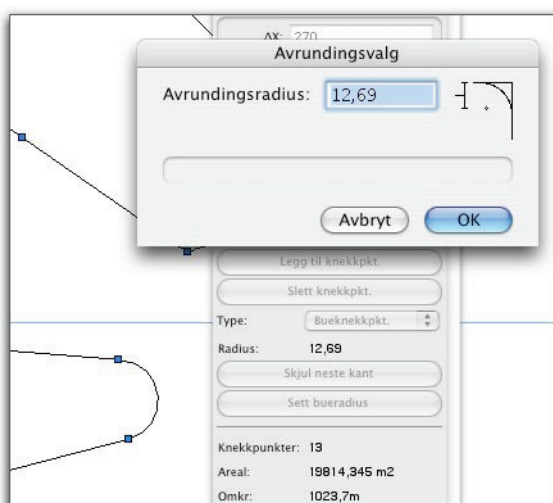 ΔX: 270
Avrundingsvalg
Avrundingsradius: 12,69
Avbryt OK
Legg til knekkpkt.
Slett knekkpkt.
Type: Bueknekkpkt.
Radius: 12,69
Skjul neste kant
Sett bueradius
Knekkpunkter: 13
Areal: 19814,345 m2
Omkr: 1023,7m